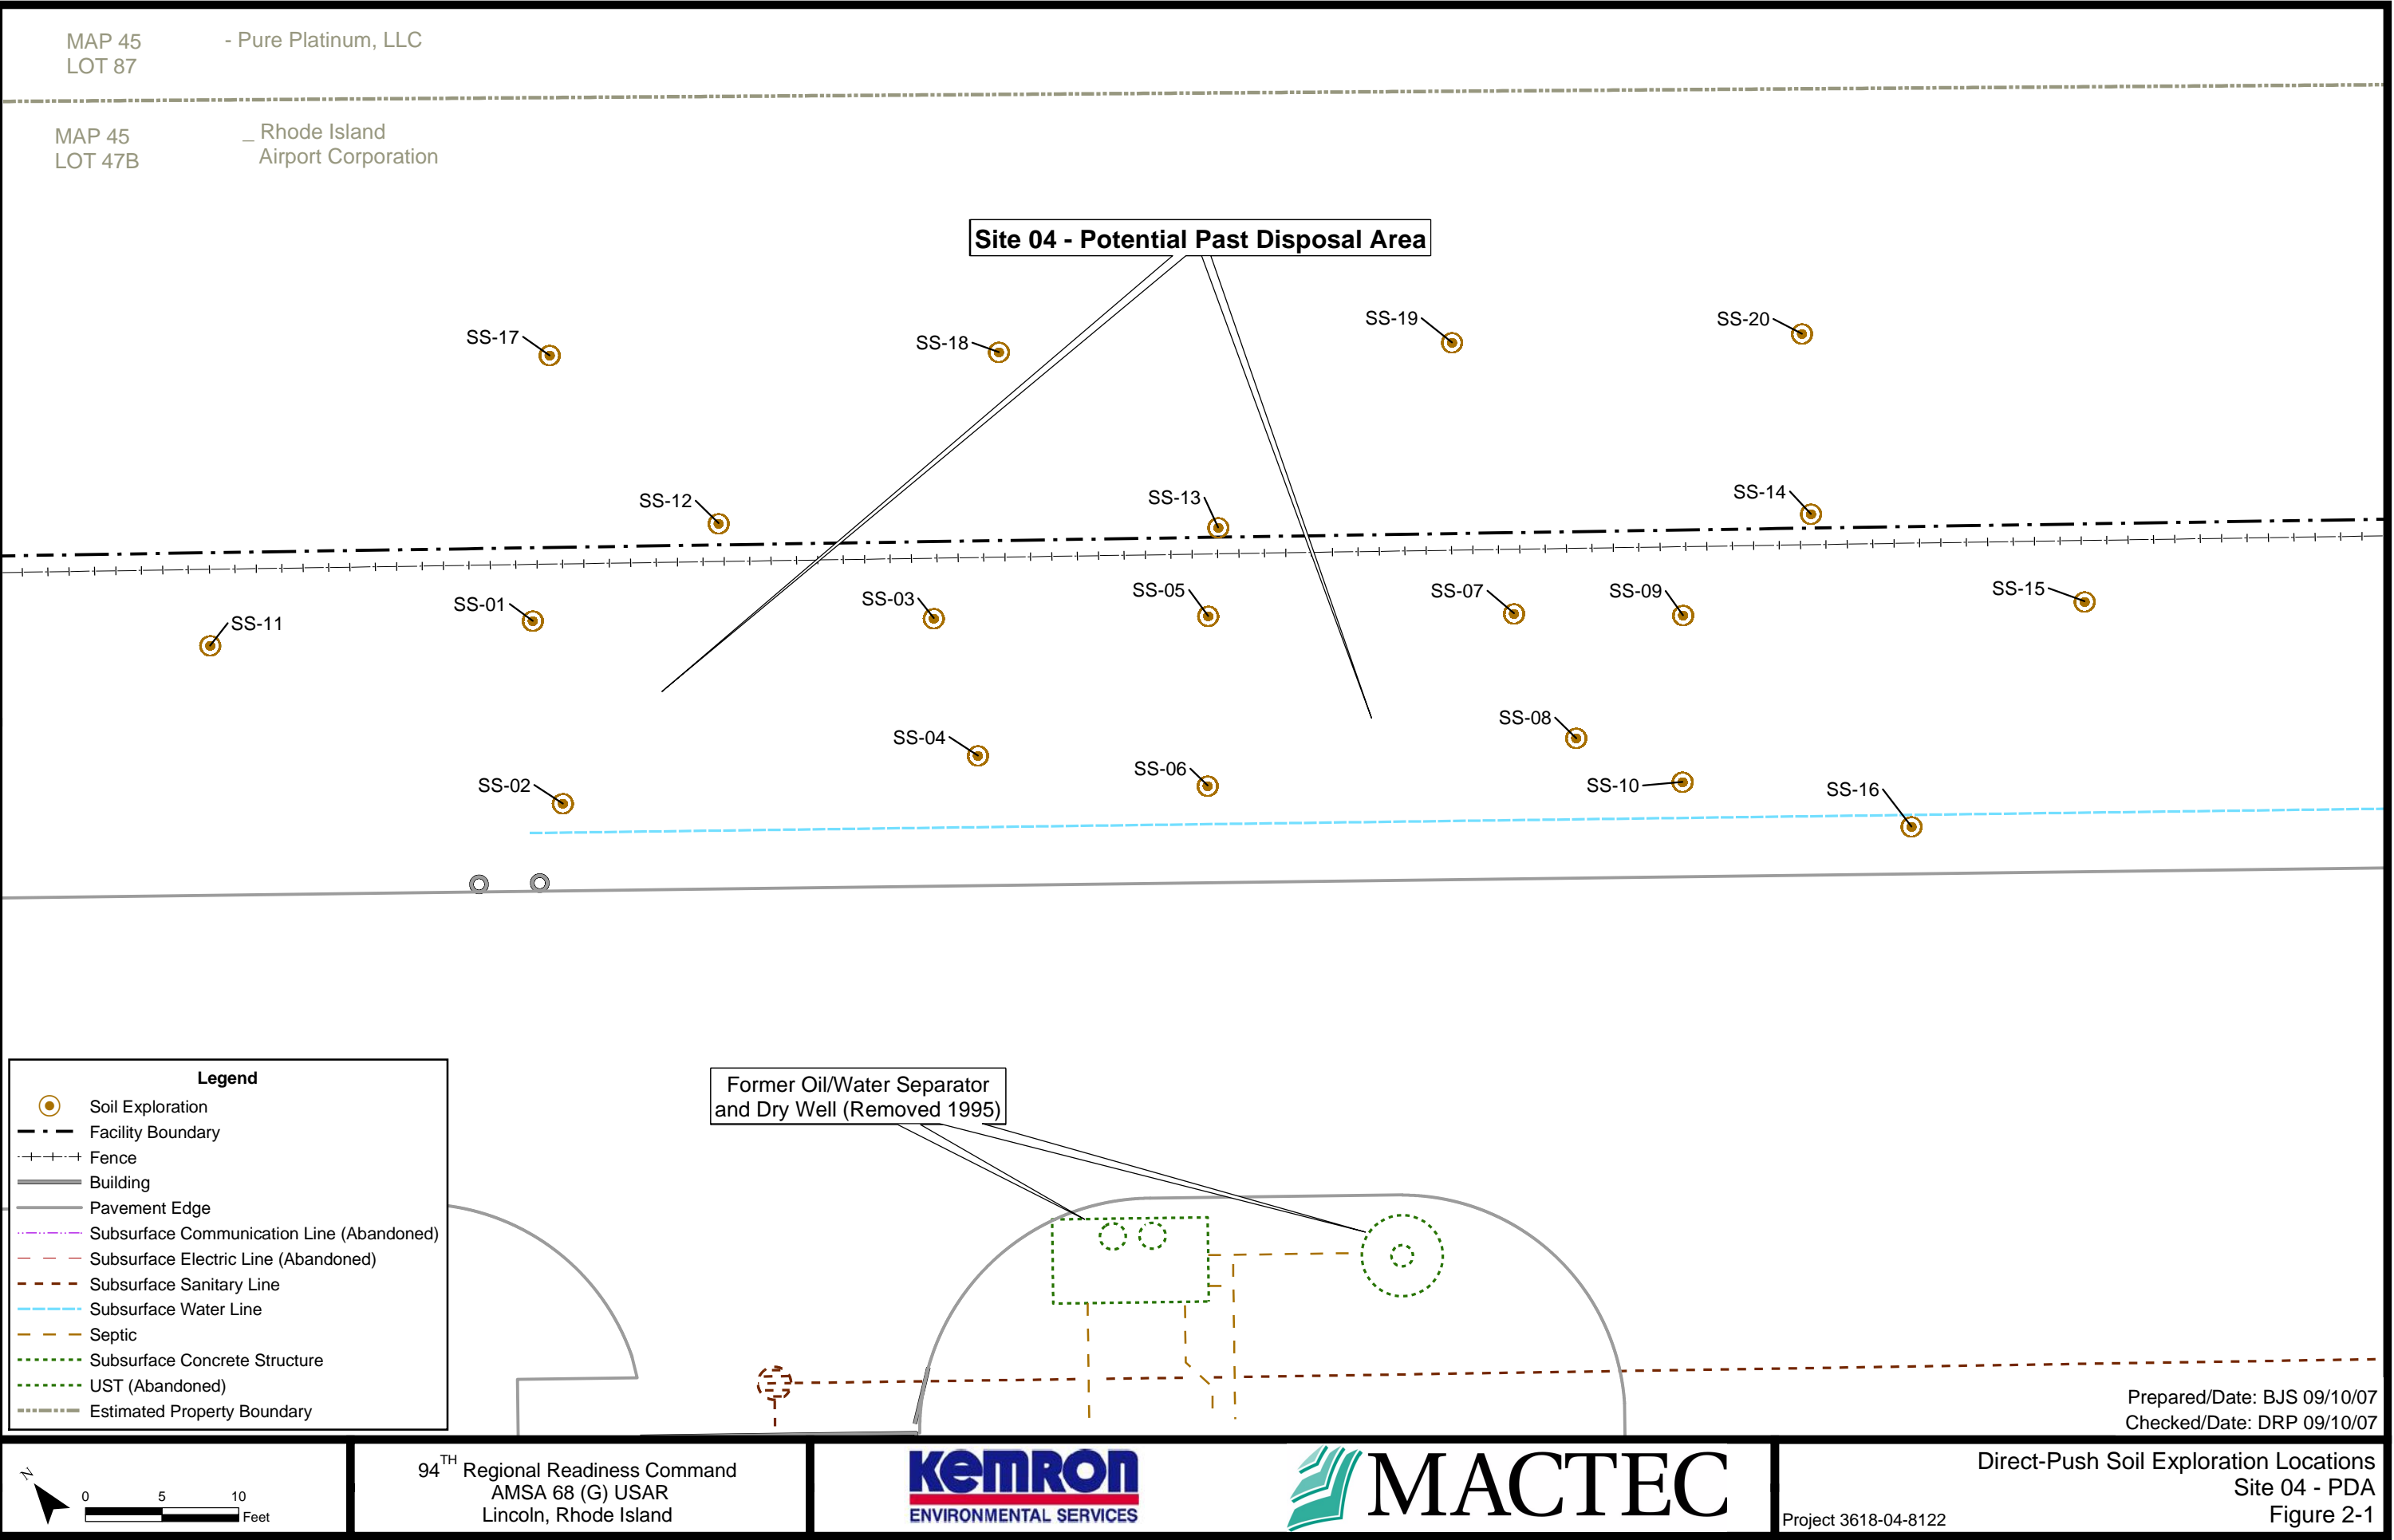 MAP 45 - Pure Platinum, LLC
LOT 87
MAP 45 _ Rhode Island
LOT 47B Airport Corporation
Site 04 - Potential Past Disposal Area
SS-17
SS-18
SS-19
SS-20
SS-12
SS-13
SS-14
SS-11
SS-01
SS-03
SS-05
SS-07
SS-09
SS-15
SS-02
SS-04
SS-06
SS-08
SS-10
SS-16
Former Oil/Water Separator
and Dry Well (Removed 1995)
Legend
Soil Exploration
Facility Boundary
Fence
Building
Pavement Edge
Subsurface Communication Line (Abandoned)
Subsurface Electric Line (Abandoned)
Subsurface Sanitary Line
Subsurface Water Line
Septic
Subsurface Concrete Structure
UST (Abandoned)
Estimated Property Boundary
Prepared/Date: BJS 09/10/07
Checked/Date: DRP 09/10/07
N
0 5 10
Feet
94TH Regional Readiness Command
AMSA 68 (G) USAR
Lincoln, Rhode Island
KEMRON
ENVIRONMENTAL SERVICES
MACTEC
Project 3618-04-8122
Direct-Push Soil Exploration Locations
Site 04 - PDA
Figure 2-1